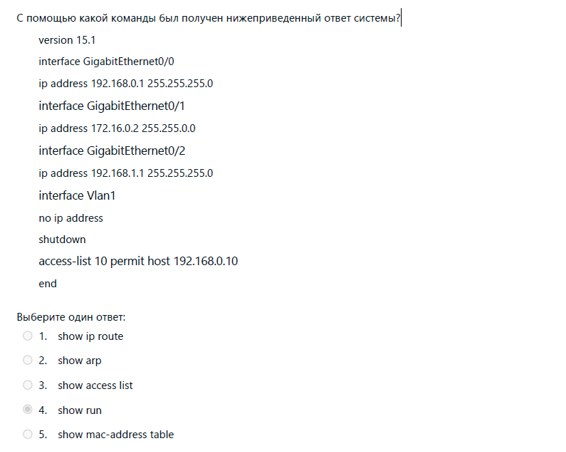 С помощью какой команды был получен нижеприведенный ответ системы?
version 15.1
interface GigabitEthernet0/0
ip address 192.168.0.1 255.255.255.0
interface GigabitEthernet0/1
ip address 172.16.0.2 255.255.0.0
interface GigabitEthernet0/2
ip address 192.168.1.1 255.255.255.0
interface Vlan1
no ip address
shutdown
access-list 10 permit host 192.168.0.10
end
Выберите один ответ:
1. show ip route
2. show arp
3. show access list
4. show run
5. show mac-address table